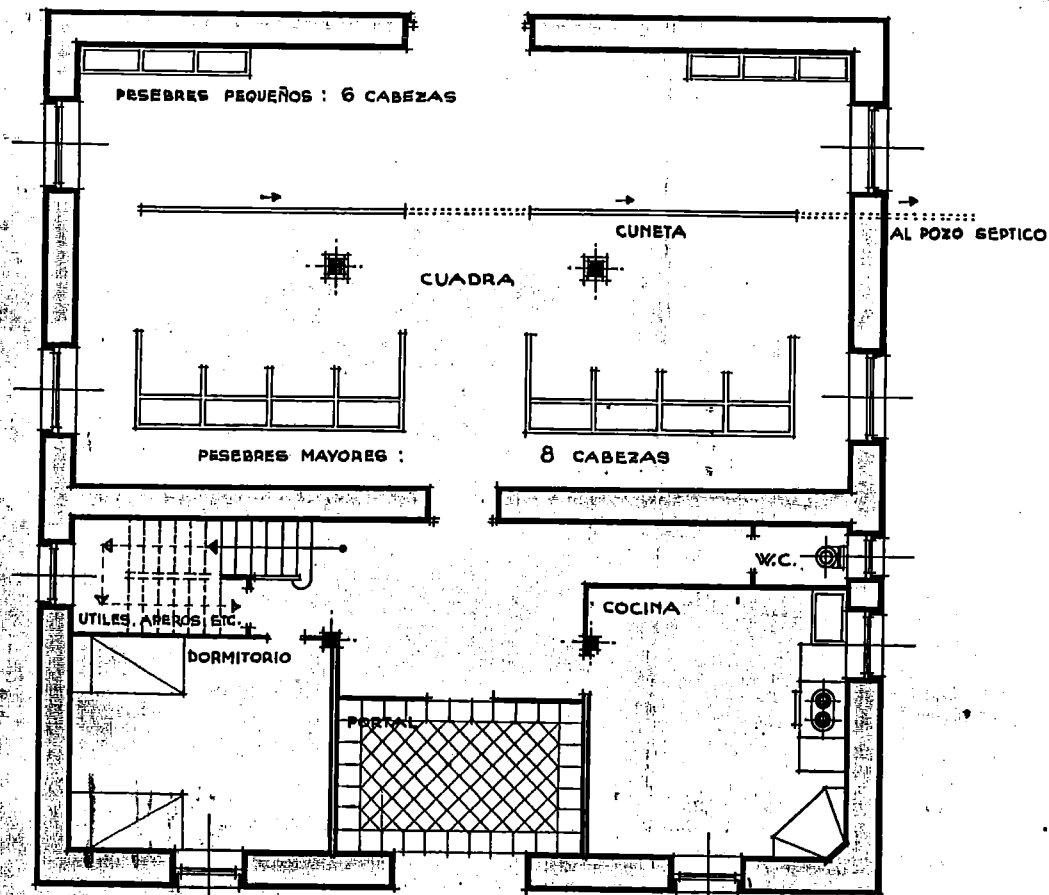 PESEBRES PEQUEÑOS : 6 CABEZAS
CUNETA
AL POZO SEPTICO
CUADRA
PESEBRES MAYORES : 8 CABEZAS
W.C.
COCINA
UTILES, APEROS, ETC.
DORMITORIO
PORTAL